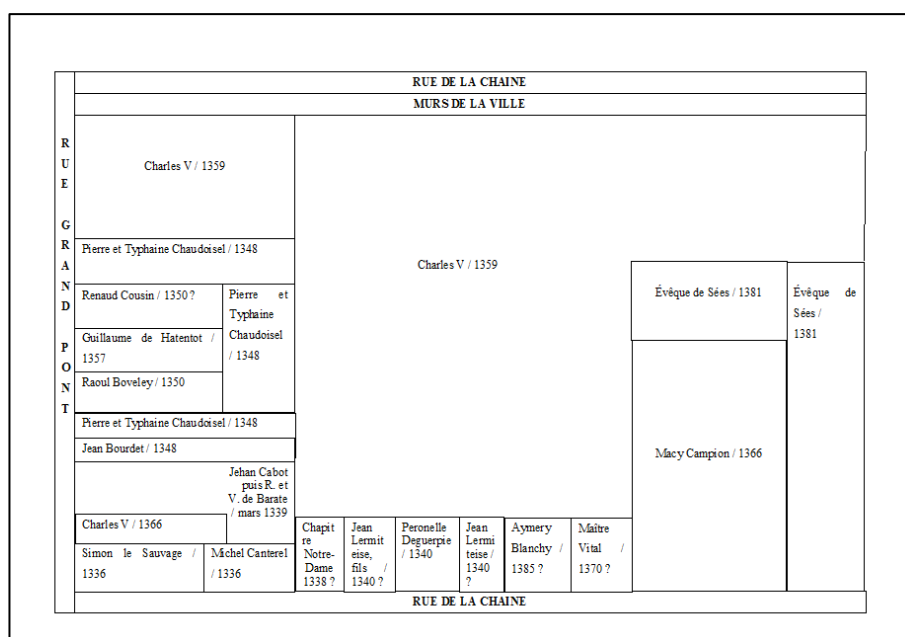 RUE DE LA CHAINE
MURS DE LA VILLE
RUE GRAND PONT
Charles V / 1359
Pierre et Typhaine Chaudoisel / 1348
Renaud Cousin / 1350 ?
Pierre et
Typhaine
Chaudoisel
/ 1348
Guillaume de Hatentot /
1357
Raoul Boveley / 1350
Pierre et Typhaine Chaudoisel / 1348
Jean Bourdet / 1348
Jehan Cabot
puis R. et
V. de Barate
/ mars 1339
Charles V / 1366
Simon le Sauvage /
1336
Michel Canterel
/ 1336
Charles V / 1359
Chapit
re
Notre-
Dame
1338 ?
Jean
Lermit
eise,
fils /
1340 ?
Peronelle
Deguerpie
/ 1340
Jean
Lermi
teise /
1340
?
Aymery
Blanchy /
1385 ?
Maître
Vital /
1370 ?
Évêque de Sées / 1381
Macy Campion / 1366
Évêque de
Sées /
1381
RUE DE LA CHAINE